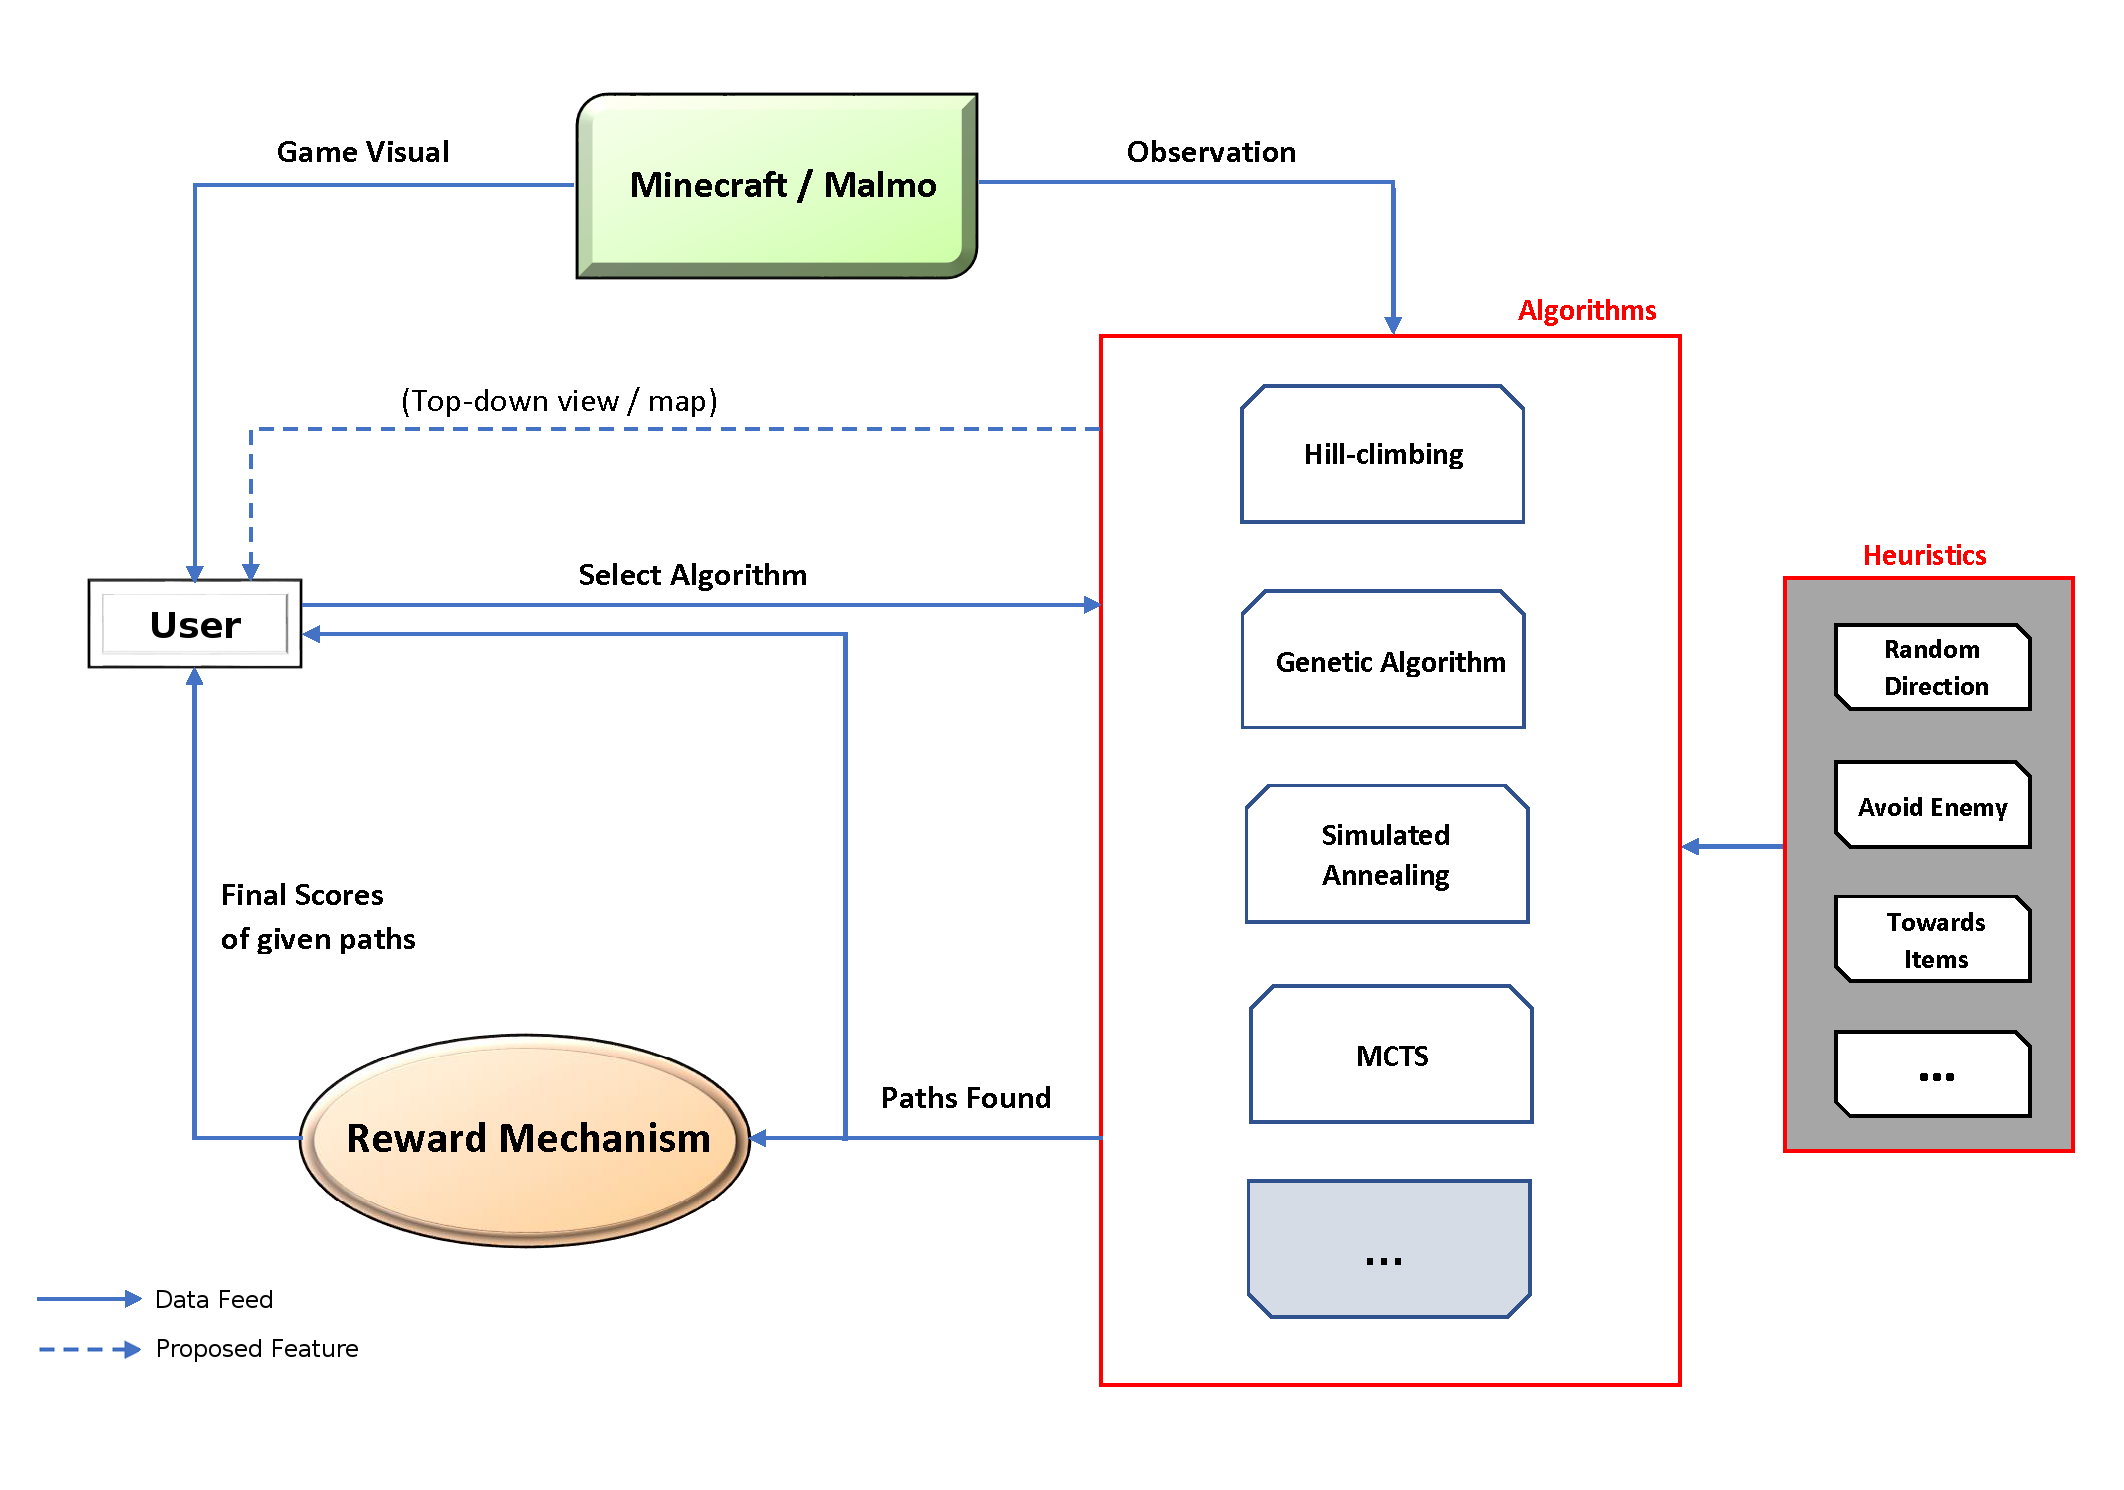 Game Visual
Minecraft / Malmo
Observation
Algorithms
(Top-down view / map)
Hill-climbing
Select Algorithm
User
Genetic Algorithm
Simulated
Annealing
MCTS
...
Heuristics
Random
Direction
Avoid Enemy
Towards
Items
...
Final Scores
of given paths
Paths Found
Reward Mechanism
Data Feed
Proposed Feature